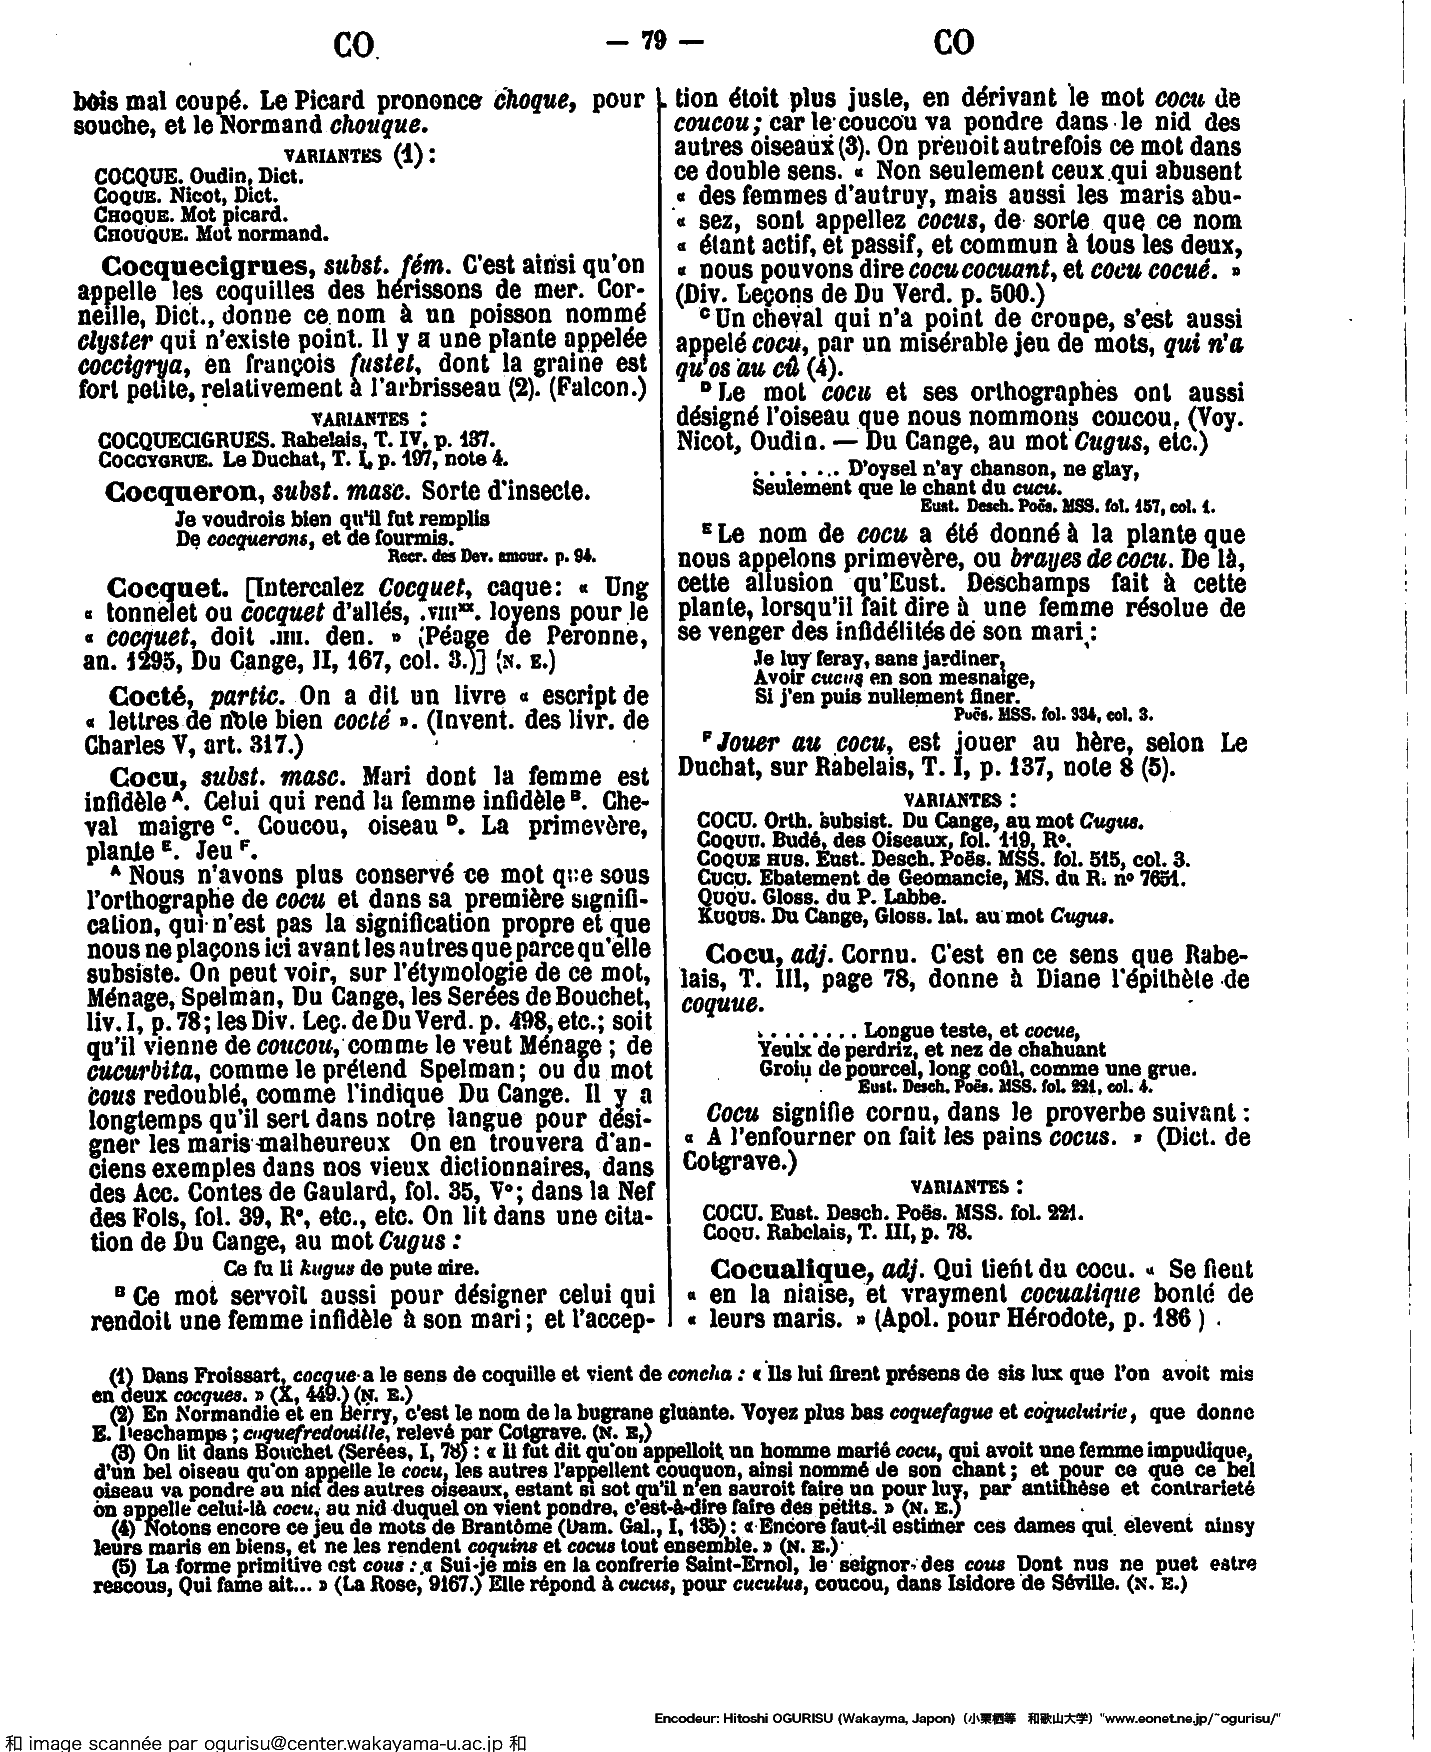 CO
— 79 —
CO
bois mal coupé. Le Picard prononce choque, pour
souche, et le Normand chouque.
VARIANTES (1) :
COCQUE. Oudin, Dict.
COQUE. Nicot, Dict.
CHOQUE. Mot picard.
CHOUQUE. Mot normand.
Cocquecigrues, subst. fém. C'est ainsi qu'on
appelle les coquilles des hérissons de mer. Cor-
neille, Dict., donne ce nom à un poisson nommé
clyster qui n'existe point. Il y a une plante appelée
coccigrya, en françois fustet, dont la graine est
fort petite, relativement à l'arbrisseau (2). (Falcon.)
VARIANTES :
COCQUECIGRUES. Rabelais, T. IV, p. 137.
COCCYGRUE. Le Duchat, T. I, p. 197, note 4.
Cocqueron, subst. masc. Sorte d'insecte.
Je voudrois bien qu'il fut remplis
De cocquerons, et de fourmis.
Recr. des Dev. amour. p. 94.
Cocquet. [Intercalez Cocquet, caque : « Ung
« tonnelet ou cocquet d'allés, .viiixx. loyens pour le
« cocquet, doit .iiii. den. » (Péage de Peronne,
an. 1295, Du Cange, II, 167, col. 3.)] (N. E.)
Cocté, partic. On a dit un livre « escript de
« lettres de note bien cocté ». (Invent. des livr. de
Charles V, art. 317.)
Cocu, subst. masc. Mari dont la femme est
infidèle A. Celui qui rend la femme infidèle B. Che-
val maigre C. Coucou, oiseau D. La primevère,
plante E. Jeu F.
A Nous n'avons plus conservé ce mot que sous
l'orthographe de cocu et dans sa première signifi-
cation, qui n'est pas la signification propre et que
nous ne plaçons ici avant les autres que parce qu'elle
subsiste. On peut voir, sur l'étymologie de ce mot,
Ménage, Spelman, Du Cange, les Serées de Bouchet,
liv. I, p. 78 ; les Div. Leç. de Du Verd. p. 498, etc. ; soit
qu'il vienne de coucou, comme le veut Ménage ; de
cucurbita, comme le prétend Spelman ; ou du mot
cous redoublé, comme l'indique Du Cange. Il y a
longtemps qu'il sert dans notre langue pour dési-
gner les maris malheureux On en trouvera d'an-
ciens exemples dans nos vieux dictionnaires, dans
des Acc. Contes de Gaulard, fol. 35, Vo ; dans la Nef
des Fols, fol. 39, Ro, etc., etc. On lit dans une cita-
tion de Du Cange, au mot Cugus :
Ce fu li kugus de pute aire.
B Ce mot servoit aussi pour désigner celui qui
rendoit une femme infidèle à son mari ; et l'accep-
tion étoit plus juste, en dérivant le mot cocu de
coucou ; car le coucou va pondre dans le nid des
autres oiseaux (3). On prenoit autrefois ce mot dans
ce double sens. « Non seulement ceux qui abusent
« des femmes d'autruy, mais aussi les maris abu-
« sez, sont appellez cocus, de sorte que ce nom
« étant actif, et passif, et commun à tous les deux,
« nous pouvons dire cocu cocuant, et cocu cocué. »
(Div. Leçons de Du Verd. p. 500.)
C Un cheval qui n'a point de croupe, s'est aussi
appelé cocu, par un misérable jeu de mots, qui n'a
qu'os au cû (4).
D Le mot cocu et ses orthographes ont aussi
désigné l'oiseau que nous nommons coucou. (Voy.
Nicot, Oudin. — Du Cange, au mot Cugus, etc.)
. . . . . . .. D'oysel n'ay chanson, ne glay,
Seulement que le chant du cucu.
Eust. Desch. Poës. MSS. fol. 157, col. 1.
E Le nom de cocu a été donné à la plante que
nous appelons primevère, ou brayes de cocu. De là,
cette allusion qu'Eust. Deschamps fait à cette
plante, lorsqu'il fait dire à une femme résolue de
se venger des infidélités de son mari :
Je luy feray, sans jardiner,
Avoir cucus en son mesnaige,
Si j'en puis nullement finer.
Poës. MSS. fol. 334, col. 3.
F Jouer au cocu, est jouer au hère, selon Le
Duchat, sur Rabelais, T. I, p. 137, note 8 (5).
VARIANTES :
COCU. Orth. subsist. Du Cange, au mot Cugus.
COQUU. Budé, des Oiseaux, fol. 119, Ro.
COQUE HUS. Eust. Desch. Poës. MSS. fol. 515, col. 3.
CUCU. Ebatement de Geomancie, MS. du R. no 7651.
QUQU. Gloss. du P. Labbe.
KUQUS. Du Cange, Gloss. lat. au mot Cugus.
Cocu, adj. Cornu. C'est en ce sens que Rabe-
lais, T. III, page 78, donne à Diane l'épithète de
coquue.
. . . . . . . . Longue teste, et cocue,
Yeulx de perdriz, et nez de chahuant
Groin de pourcel, long coûl, comme une grue.
Eust. Desch. Poës. MSS. fol. 221, col. 4.
Cocu signifie cornu, dans le proverbe suivant :
« A l'enfourner on fait les pains cocus. » (Dict. de
Cotgrave.)
VARIANTES :
COCU. Eust. Desch. Poës. MSS. fol. 221.
COQU. Rabelais, T. III, p. 78.
Cocualique, adj. Qui tient du cocu. « Se fient
« en la niaise, et vrayment cocualique bonté de
« leurs maris. » (Apol. pour Hérodote, p. 186 ) .
(1) Dans Froissart, cocque a le sens de coquille et vient de concha : « Ils lui firent présens de sis lux que l'on avoit mis
en deux cocques. » (X, 449.) (N. E.)
(2) En Normandie et en Berry, c'est le nom de la bugrane gluante. Voyez plus bas coquefague et coqueluirie, que donne
E. Deschamps ; coquefredouille, relevé par Cotgrave. (N. E,)
(3) On lit dans Bouchet (Serées, I, 78) : « Il fut dit qu'on appelloit un homme marié cocu, qui avoit une femme impudique,
d'un bel oiseau qu'on appelle le cocu, les autres l'appellent couquon, ainsi nommé de son chant ; et pour ce que ce bel
oiseau va pondre au nid des autres oiseaux, estant si sot qu'il n'en sauroit faire un pour luy, par antithèse et contrarieté
on appelle celui-là cocu, au nid duquel on vient pondre, c'est-à-dire faire des petits. » (N. E.)
(4) Notons encore ce jeu de mots de Brantôme (Dam. Gal., I, 135) : « Encore faut-il estimer ces dames qui elevent ainsy
leurs maris en biens, et ne les rendent coquins et cocus tout ensemble. » (N. E.)
(5) La forme primitive est cous : « Sui-je mis en la confrerie Saint-Ernol, le seignor des cous Dont nus ne puet estre
rescous, Qui fame ait... » (La Rose, 9167.) Elle répond à cucus, pour cuculus, coucou, dans Isidore de Séville. (N. E.)
Encodeur: Hitoshi OGURISU (Wakayma, Japon) (小栗栖等 和歌山大学) "www.eonet.ne.jp/~ogurisu/"
和 image scannée par ogurisu@center.wakayama-u.ac.jp 和